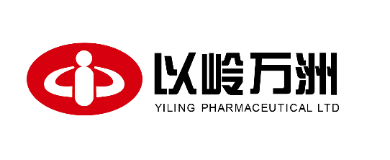 以岭万洲
YILING PHARMACEUTICAL LTD